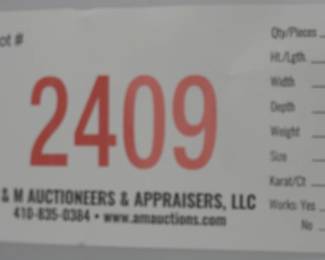 ot #
2409
& M AUCTIONEERS & APPRAISERS, LLC
410-835-0384 • www.amauctions.com
Qty/Pieces
Ht./Lgth
Width
Depth
Weight
Size
Karat/Ct
Works: Yes
No